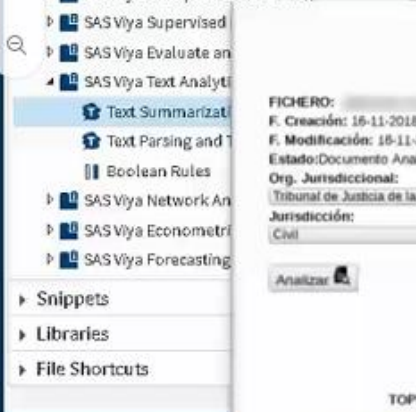 SAS Viya Supervised
SAS Viya Evaluate an
SAS Viya Text Analyti
Text Summarizati
Text Parsing and T
Boolean Rules
SAS Viya Network An
SAS Viya Econometri
SAS Viya Forecasting
Snippets
Libraries
File Shortcuts
FICHERO:
F. Creación: 16-11-2018
F. Modificación: 16-11-
Estado:Documento Ana
Org. Jurisdiccional:
Tribunal de Justicia de la
Jurisdicción:
Civil
Analizar
TOP